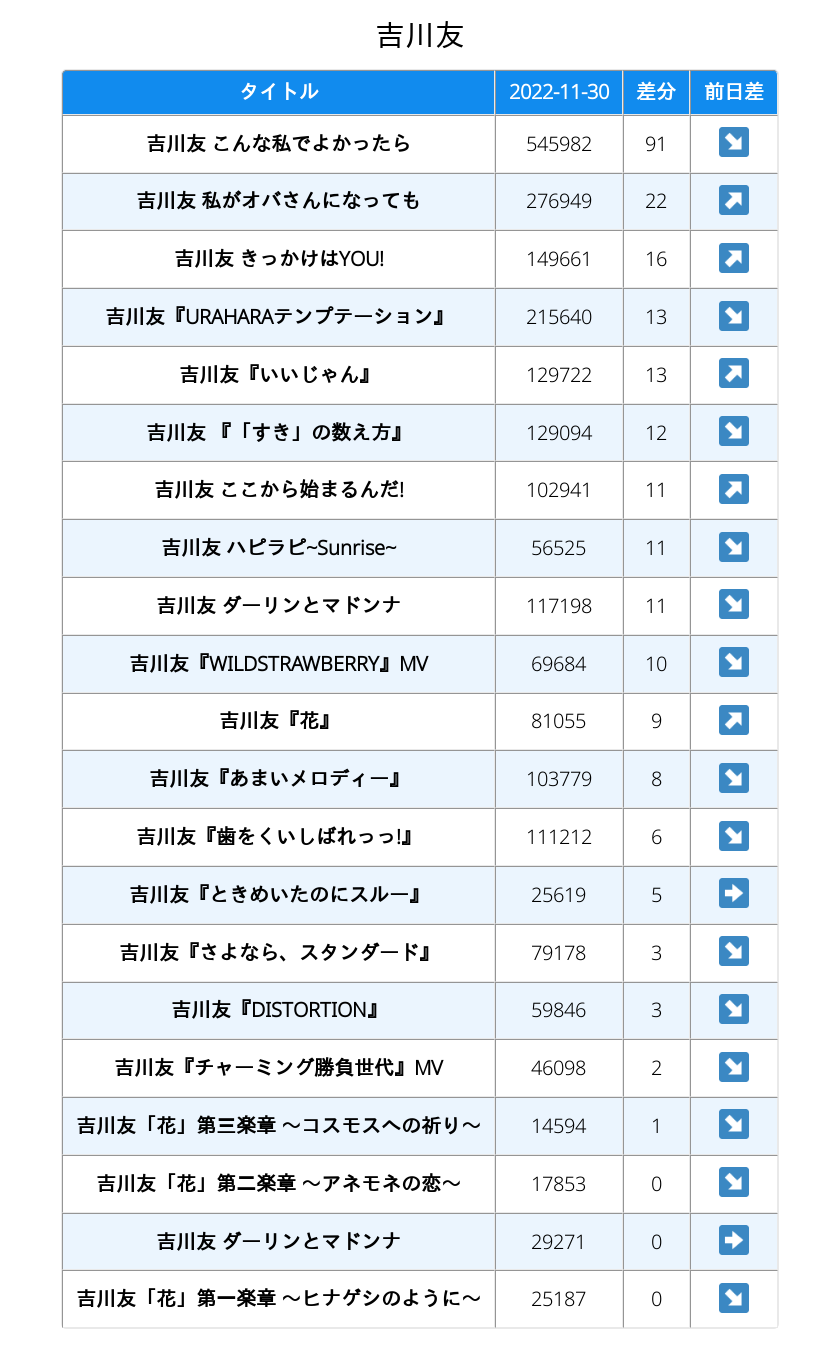 吉川友
タイトル 2022-11-30 差分 前日差
吉川友 こんな私でよかったら 545982 91 ↘
吉川友 私がオバさんになっても 276949 22 ↗
吉川友 きっかけはYOU! 149661 16 ↗
吉川友『URAHARAテンプテーション』 215640 13 ↘
吉川友『いいじゃん』 129722 13 ↗
吉川友 『「すき」の数え方』 129094 12 ↘
吉川友 ここから始まるんだ! 102941 11 ↗
吉川友 ハピラピ~Sunrise~ 56525 11 ↘
吉川友 ダーリンとマドンナ 117198 11 ↘
吉川友『WILDSTRAWBERRY』MV 69684 10 ↘
吉川友『花』 81055 9 ↗
吉川友『あまいメロディー』 103779 8 ↘
吉川友『歯をくいしばれっっ!』 111212 6 ↘
吉川友『ときめいたのにスルー』 25619 5 ➡
吉川友『さよなら、スタンダード』 79178 3 ↘
吉川友『DISTORTION』 59846 3 ↘
吉川友『チャーミング勝負世代』MV 46098 2 ↘
吉川友「花」第三楽章 〜コスモスへの祈り〜 14594 1 ↘
吉川友「花」第二楽章 〜アネモネの恋〜 17853 0 ↘
吉川友 ダーリンとマドンナ 29271 0 ➡
吉川友「花」第一楽章 〜ヒナゲシのように〜 25187 0 ↘